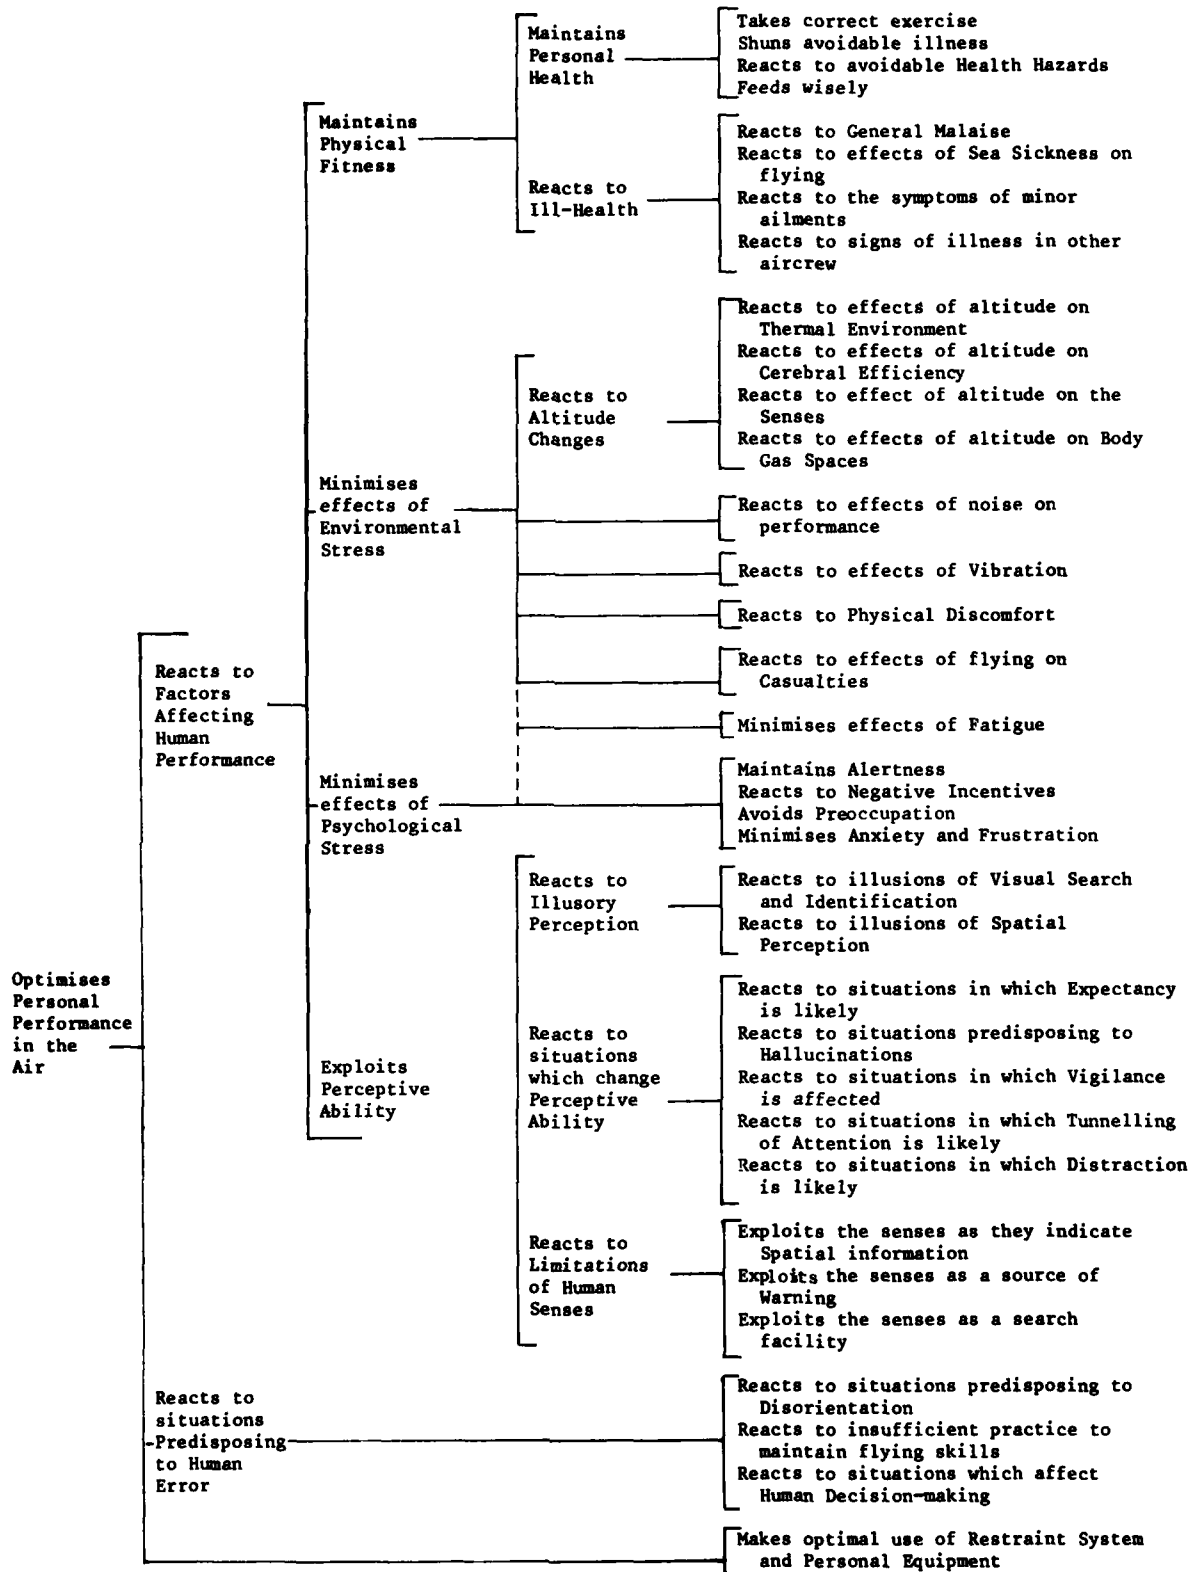 Maintains
Personal
Health
Takes correct exercise
Shuns avoidable illness
Reacts to avoidable Health Hazards
Feeds wisely
Maintains
Physical
Fitness
Reacts to
Ill-Health
Reacts to General Malaise
Reacts to effects of Sea Sickness on
flying
Reacts to the symptoms of minor
ailments
Reacts to signs of illness in other
aircrew
Reacts to
Altitude
Changes
Reacts to effects of altitude on
Thermal Environment
Reacts to effects of altitude on
Cerebral Efficiency
Reacts to effect of altitude on the
Senses
Reacts to effects of altitude on Body
Gas Spaces
Minimises
effects of
Environmental
Stress
Reacts to effects of noise on
performance
Reacts to effects of Vibration
Reacts to Physical Discomfort
Reacts to effects of flying on
Casualties
Reacts to
Factors
Affecting
Human
Performance
Minimises effects of Fatigue
Minimises
effects of
Psychological
Stress
Maintains Alertness
Reacts to Negative Incentives
Avoids Preoccupation
Minimises Anxiety and Frustration
Reacts to
Illusory
Perception
Reacts to illusions of Visual Search
and Identification
Reacts to illusions of Spatial
Perception
Optimises
Personal
Performance
in the
Air
Exploits
Perceptive
Ability
Reacts to
situations
which change
Perceptive
Ability
Reacts to situations in which Expectancy
is likely
Reacts to situations predisposing to
Hallucinations
Reacts to situations in which Vigilance
is affected
Reacts to situations in which Tunnelling
of Attention is likely
Reacts to situations in which Distraction
is likely
Reacts to
Limitations
of Human
Senses
Exploits the senses as they indicate
Spatial information
Exploits the senses as a source of
Warning
Exploits the senses as a search
facility
Reacts to
situations
Predisposing
to Human
Error
Reacts to situations predisposing to
Disorientation
Reacts to insufficient practice to
maintain flying skills
Reacts to situations which affect
Human Decision-making
Makes optimal use of Restraint System
and Personal Equipment